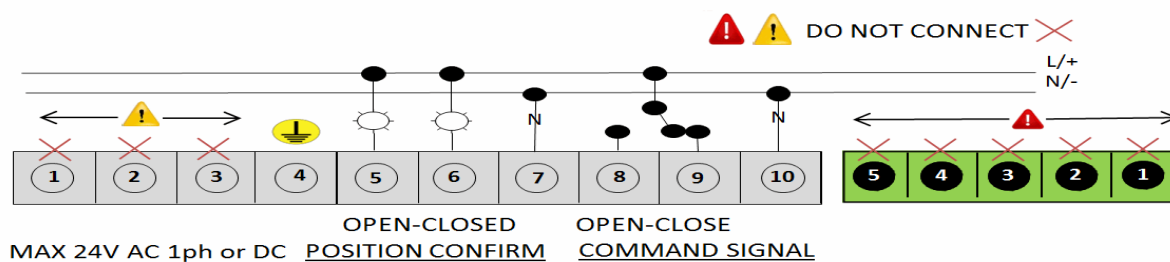 DO NOT CONNECT
L/+
N/-
N N
1 2 3 4 5 6 7 8 9 10 5 4 3 2 1
OPEN-CLOSED OPEN-CLOSE
MAX 24V AC 1ph or DC POSITION CONFIRM COMMAND SIGNAL